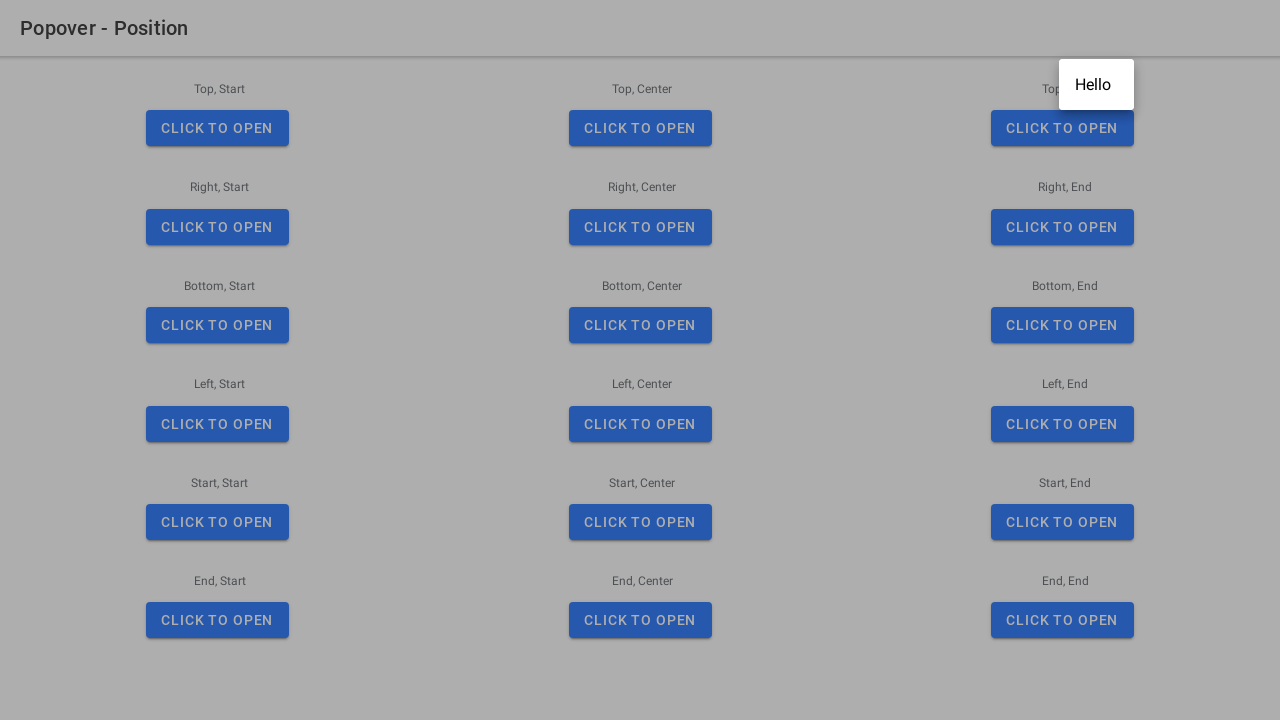 Popover - Position
Hello
Top, Start
Top, Center
Top
CLICK TO OPEN
CLICK TO OPEN
CLICK TO OPEN
Right, Start
Right, Center
Right, End
CLICK TO OPEN
CLICK TO OPEN
CLICK TO OPEN
Bottom, Start
Bottom, Center
Bottom, End
CLICK TO OPEN
CLICK TO OPEN
CLICK TO OPEN
Left, Start
Left, Center
Left, End
CLICK TO OPEN
CLICK TO OPEN
CLICK TO OPEN
Start, Start
Start, Center
Start, End
CLICK TO OPEN
CLICK TO OPEN
CLICK TO OPEN
End, Start
End, Center
End, End
CLICK TO OPEN
CLICK TO OPEN
CLICK TO OPEN